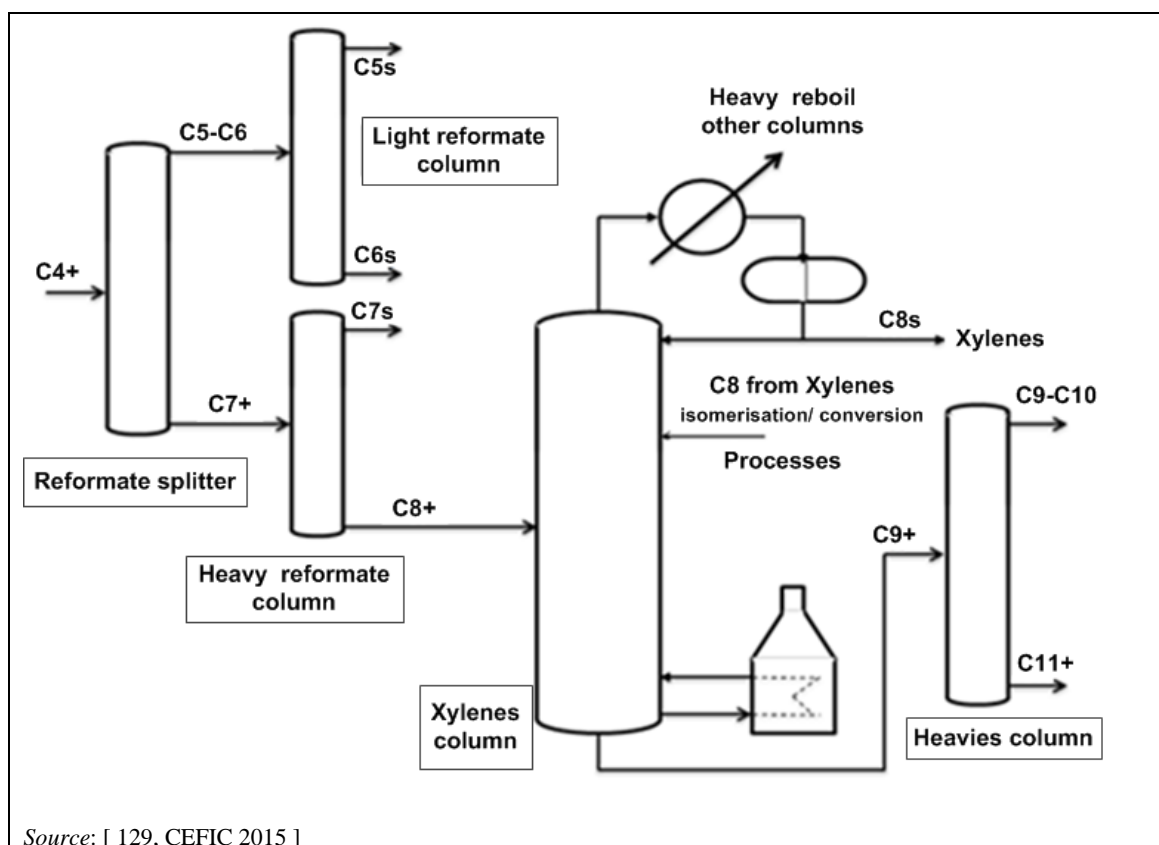 C5s
C5-C6
Light reformate
column
C4+
C6s
C7s
C7+
Reformate splitter
C8+
Heavy reformate
column
Heavy reboil
other columns
C8s
Xylenes
C8 from Xylenes
isomerisation/ conversion
Processes
Xylenes
column
C9+
C9-C10
C11+
Heavies column
Source: [ 129, CEFIC 2015 ]